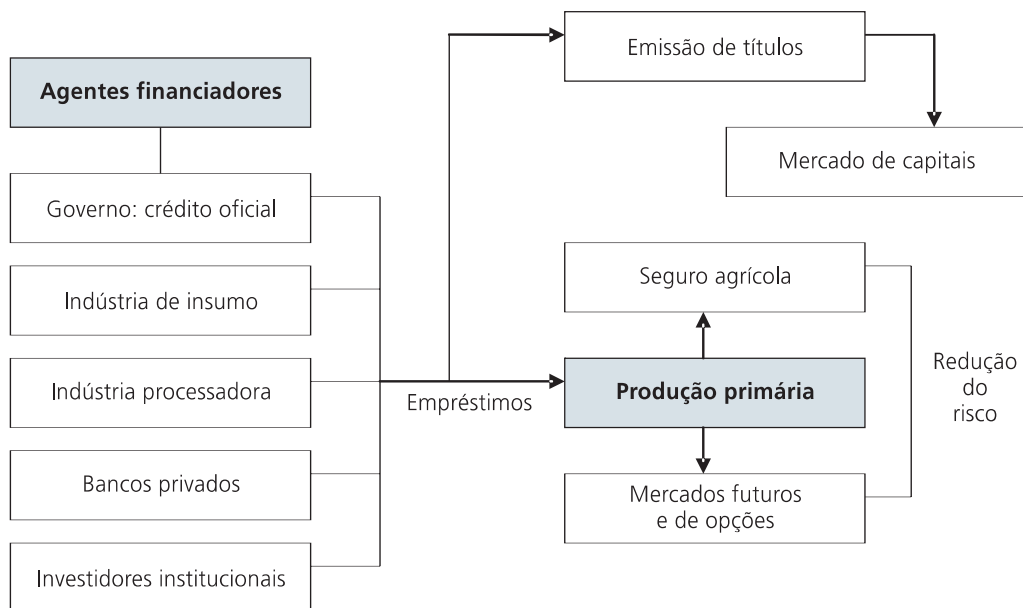 Agentes financiadores
Governo: crédito oficial
Indústria de insumo
Indústria processadora
Bancos privados
Investidores institucionais
Empréstimos
Emissão de títulos
Mercado de capitais
Seguro agrícola
Produção primária
Mercados futuros
e de opções
Redução
do
risco